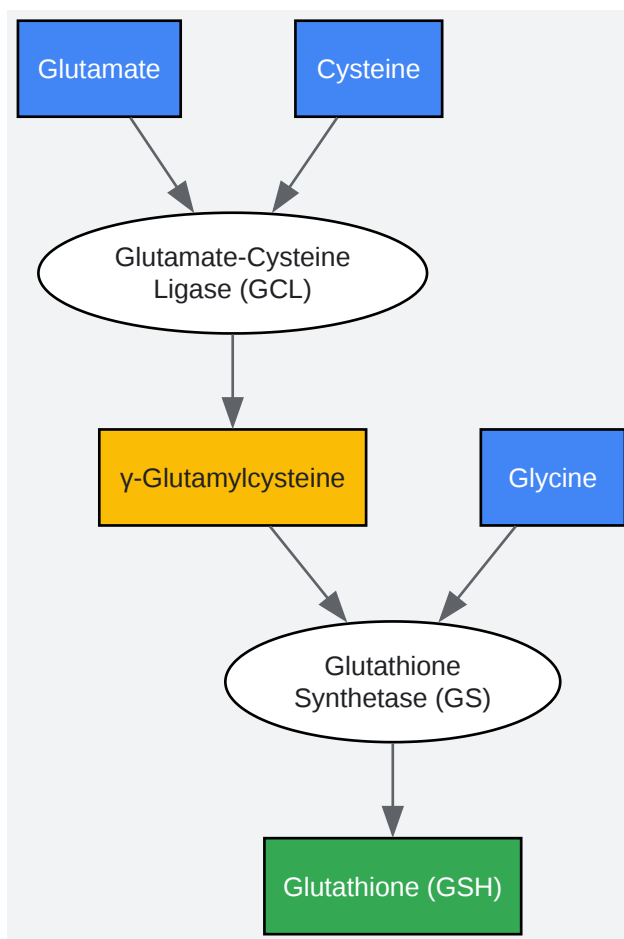 Glutamate
Cysteine
Glutamate-Cysteine
Ligase (GCL)
γ-Glutamylcysteine
Glycine
Glutathione
Synthetase (GS)
Glutathione (GSH)